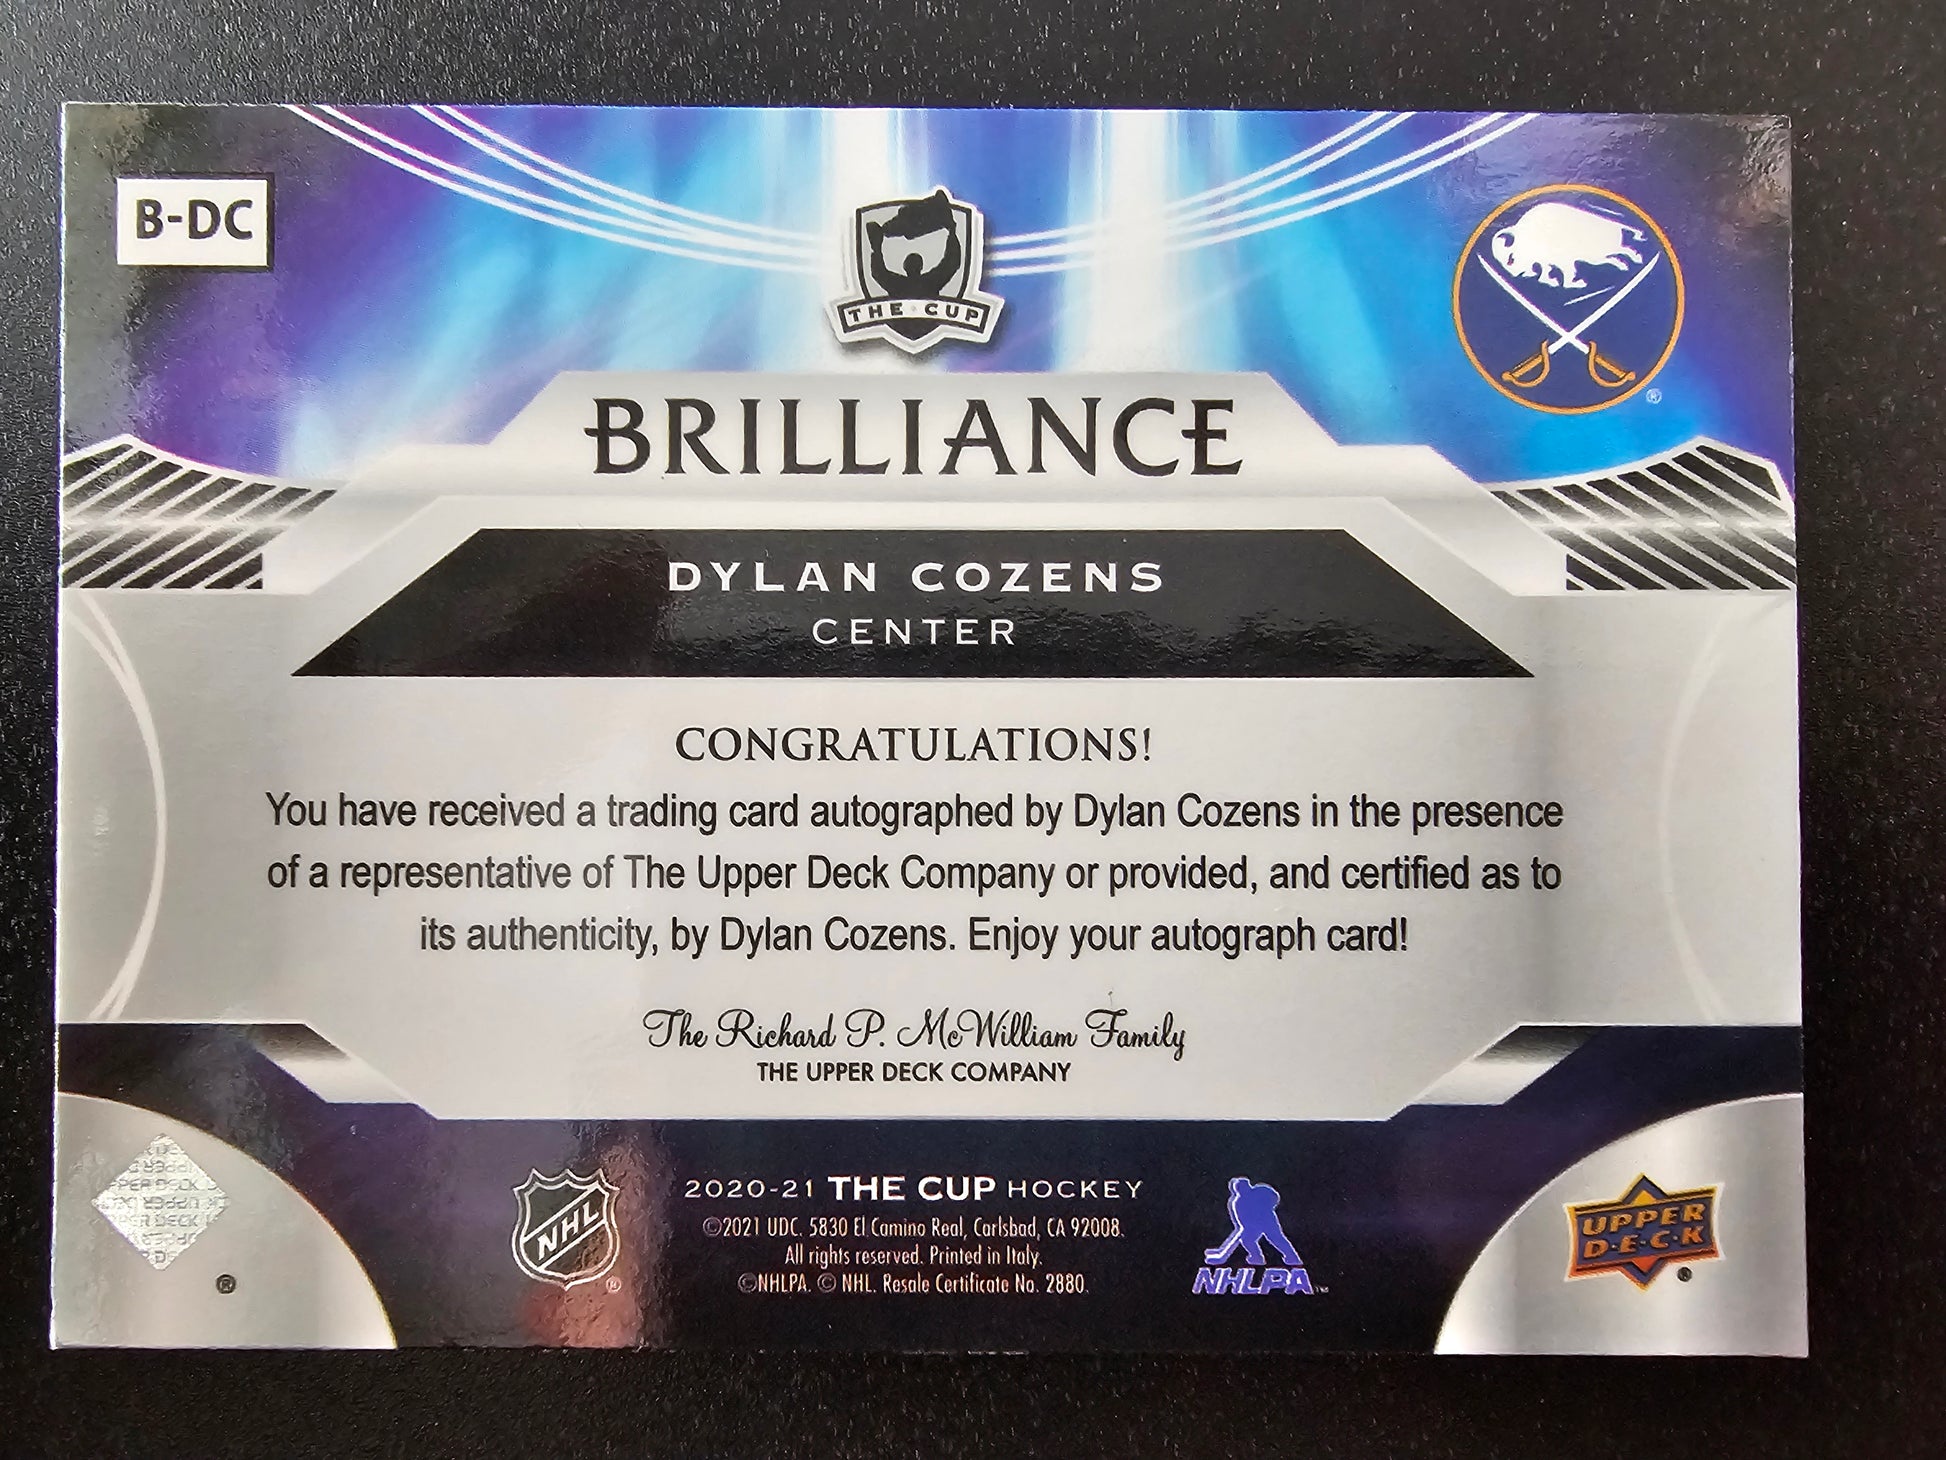 B-DC
THE CUP
BRILLIANCE
DYLAN COZENS
CENTER
CONGRATULATIONS!
You have received a trading card autographed by Dylan Cozens in the presence
of a representative of The Upper Deck Company or provided, and certified as to
its authenticity, by Dylan Cozens. Enjoy your autograph card!
The Richard P. McWilliam Family
THE UPPER DECK COMPANY
2020-21 THE CUP HOCKEY
©2021 UDC. 5830 El Camino Real, Carlsbad, CA 92008.
All rights reserved. Printed in Italy.
©NHLPA. © NHL. Resale Certificate No. 2880.
NHL
®
NHLPA™
UPPER
D•E•C•K
®